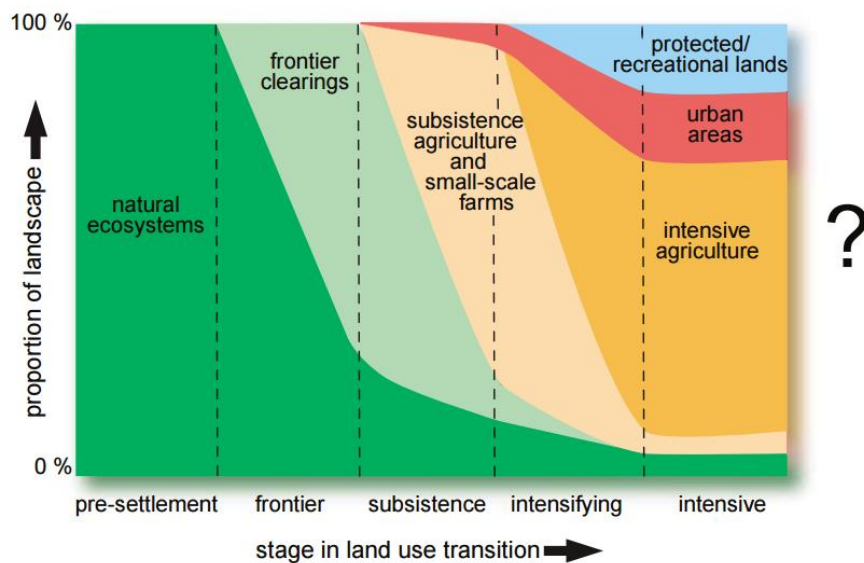 100 %
protected/
recreational lands
frontier
clearings
urban
areas
subsistence
agriculture
and
small-scale
farms
natural
ecosystems
intensive
agriculture
?
proportion of landscape
0 %
pre-settlement
frontier
subsistence
intensifying
intensive
stage in land use transition